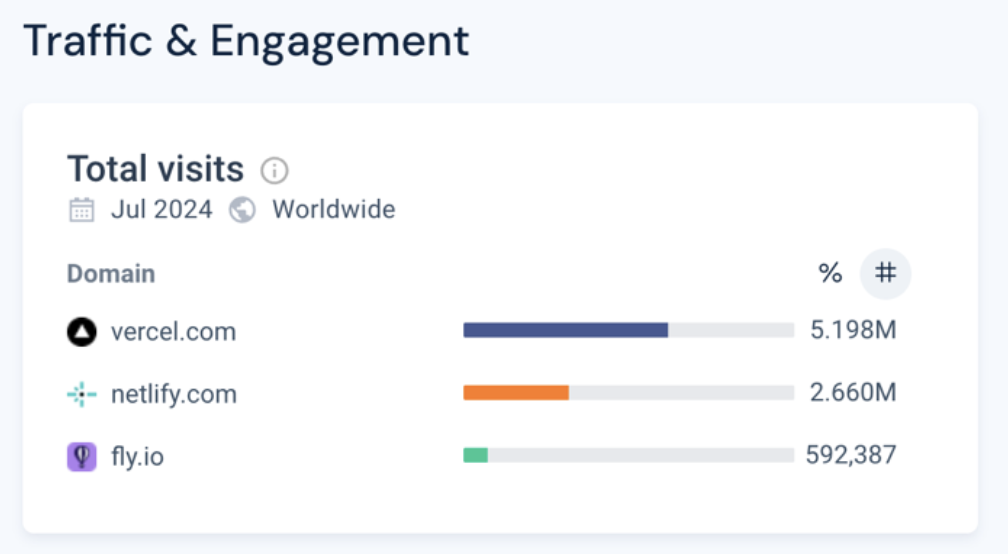 Traffic & Engagement
Total visits
Jul 2024 Worldwide
Domain % #
vercel.com 5.198M
netlify.com 2.660M
fly.io 592,387